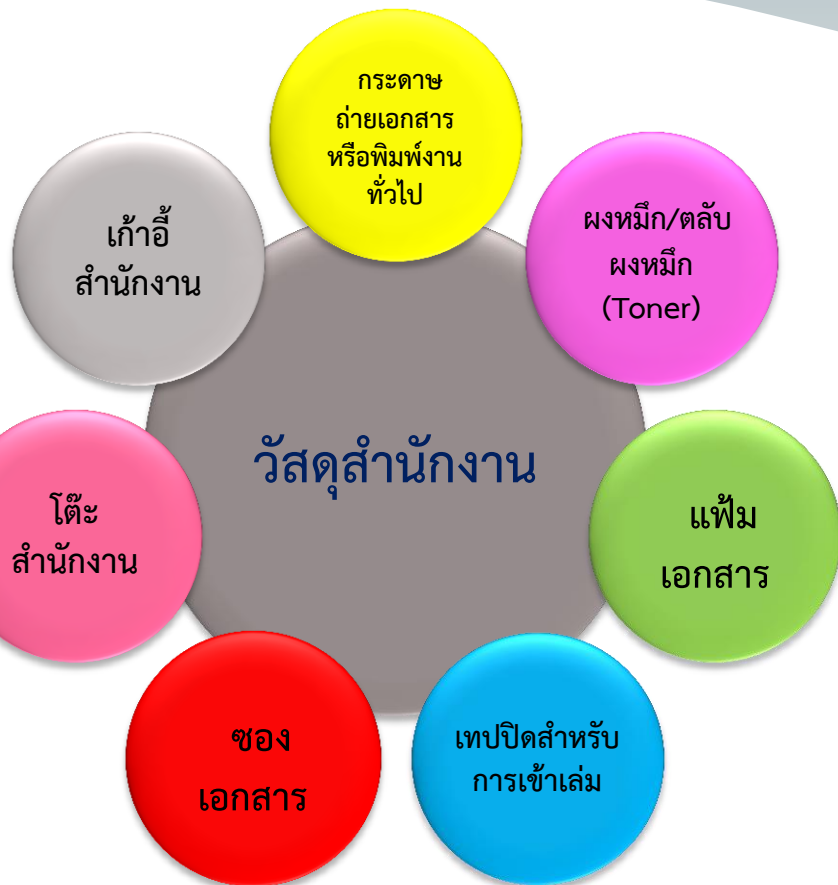 กระดาษ
ถ่ายเอกสาร
หรือพิมพ์งาน
ทั่วไป
ผงหมึก/ตลับ
ผงหมึก
(Toner)
เก้าอี้
สำนักงาน
วัสดุสำนักงาน
แฟ้ม
เอกสาร
โต๊ะ
สำนักงาน
ซอง
เอกสาร
เทปปิดสำหรับ
การเข้าเล่ม